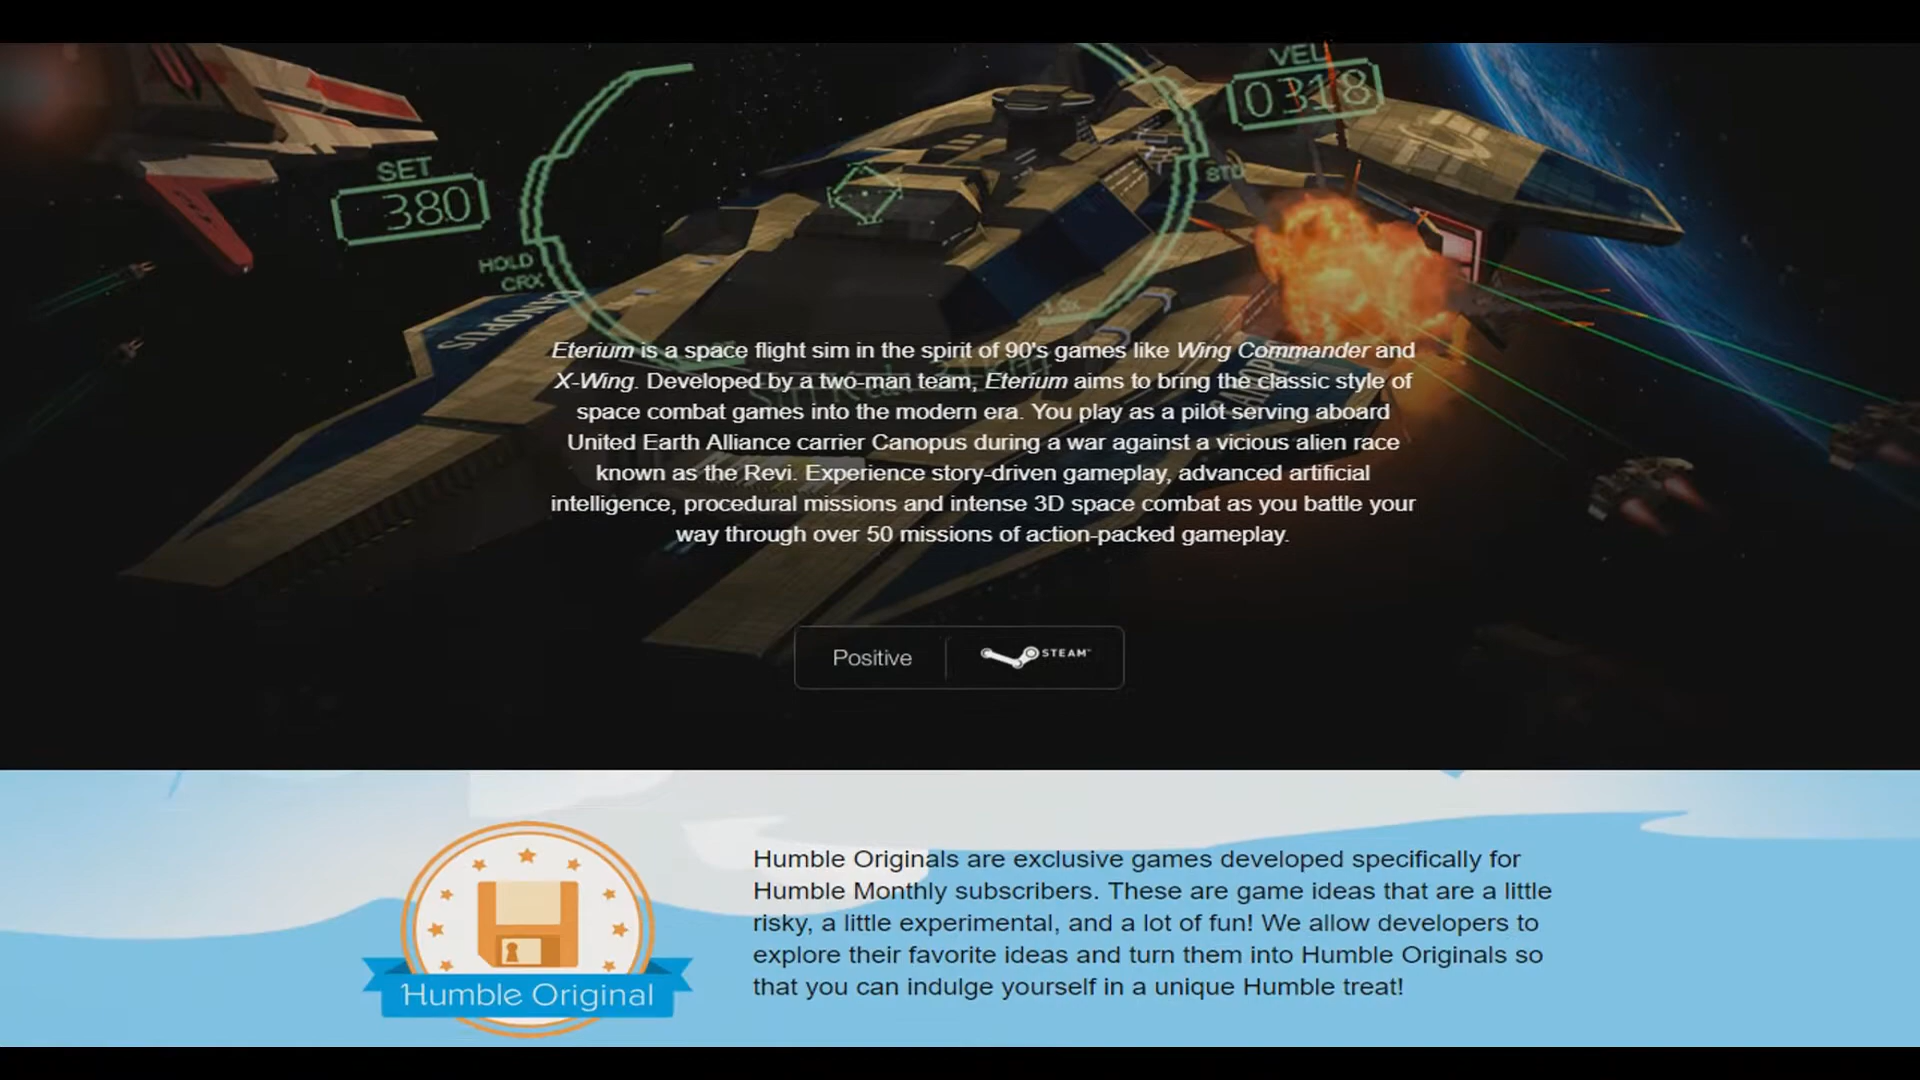 VEL
0318
SET
380
STD
HOLD
CRX
CANOPUS
Eterium is a space flight sim in the spirit of 90's games like Wing Commander and
X-Wing. Developed by a two-man team, Eterium aims to bring the classic style of
space combat games into the modern era. You play as a pilot serving aboard
United Earth Alliance carrier Canopus during a war against a vicious alien race
known as the Revi. Experience story-driven gameplay, advanced artificial
intelligence, procedural missions and intense 3D space combat as you battle your
way through over 50 missions of action-packed gameplay.
Positive
STEAM™
Humble Original
Humble Originals are exclusive games developed specifically for
Humble Monthly subscribers. These are game ideas that are a little
risky, a little experimental, and a lot of fun! We allow developers to
explore their favorite ideas and turn them into Humble Originals so
that you can indulge yourself in a unique Humble treat!